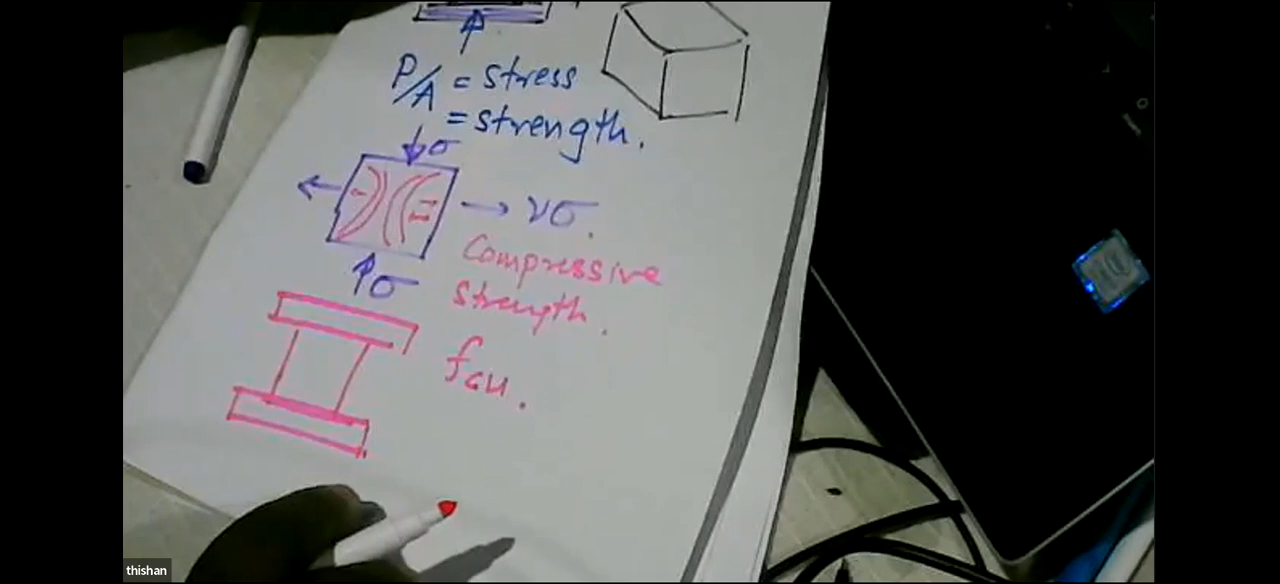 P/A = stress
= strength.
σ
νσ.
σ
Compressive
strength.
fcu.
thishan